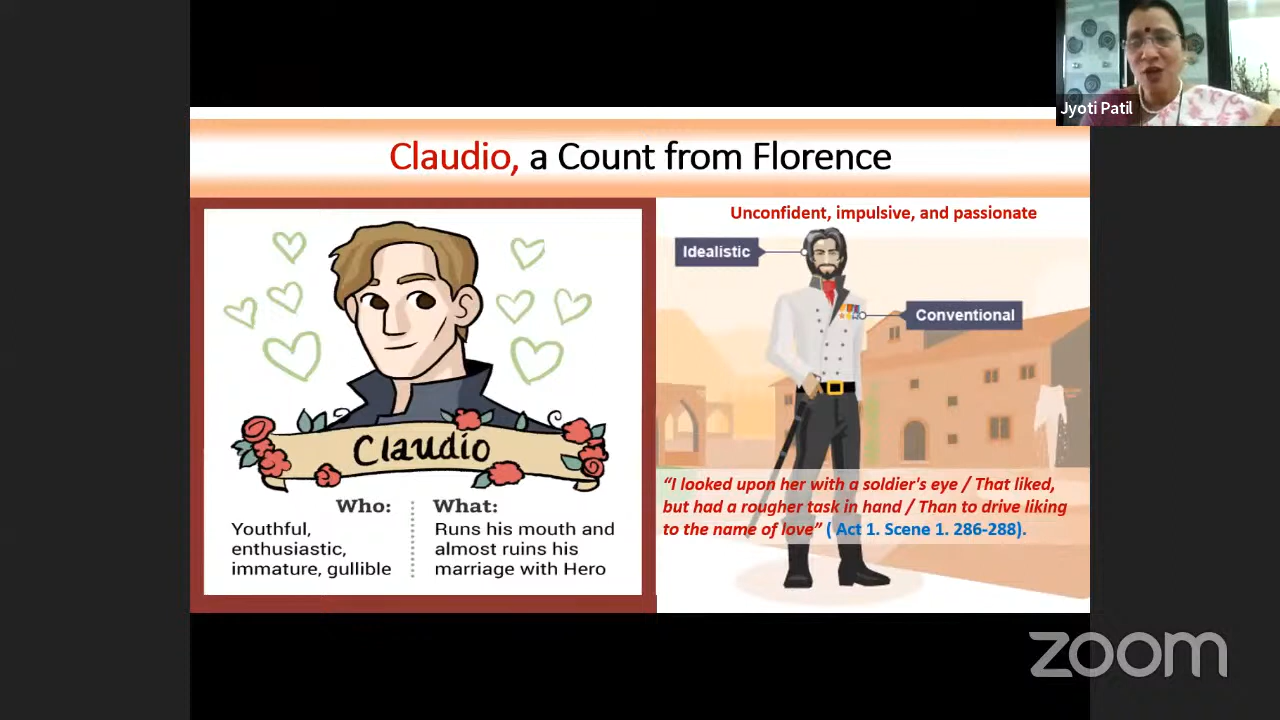 Jyoti Patil
Claudio, a Count from Florence
Claudio
Who:
Youthful,
enthusiastic,
immature, gullible
What:
Runs his mouth and
almost ruins his
marriage with Hero
Unconfident, impulsive, and passionate
Idealistic
Conventional
“I looked upon her with a soldier's eye / That liked,
but had a rougher task in hand / Than to drive liking
to the name of love” ( Act 1. Scene 1. 286-288).
zoom